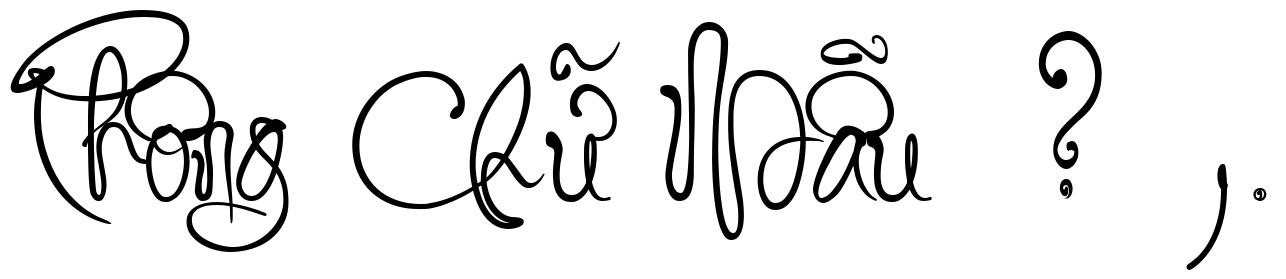 Phông Chữ Mẫu ? , .